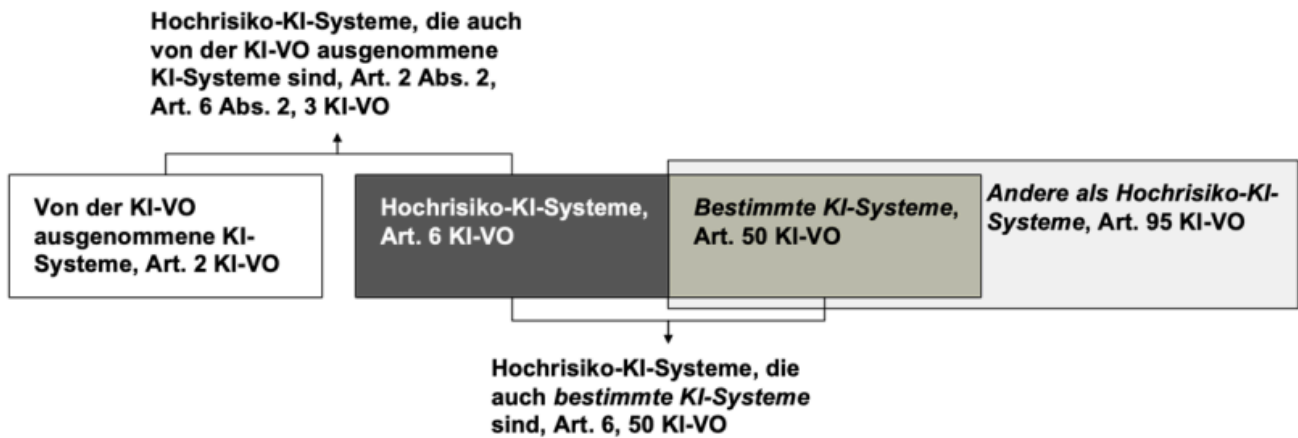 Hochrisiko-KI-Systeme, die auch
von der KI-VO ausgenommene
KI-Systeme sind, Art. 2 Abs. 2,
Art. 6 Abs. 2, 3 KI-VO
Von der KI-VO
ausgenommene KI-
Systeme, Art. 2 KI-VO
Hochrisiko-KI-Systeme,
Art. 6 KI-VO
Bestimmte KI-Systeme,
Art. 50 KI-VO
Andere als Hochrisiko-KI-
Systeme, Art. 95 KI-VO
Hochrisiko-KI-Systeme, die
auch bestimmte KI-Systeme
sind, Art. 6, 50 KI-VO